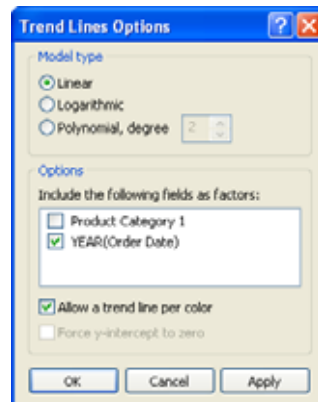 Trend Lines Options
Model type
Linear
Logarithmic
Polynomial, degree 2
Options
Include the following fields as factors:
Product Category 1
YEAR(Order Date)
Allow a trend line per color
Force y-intercept to zero
OK Cancel Apply